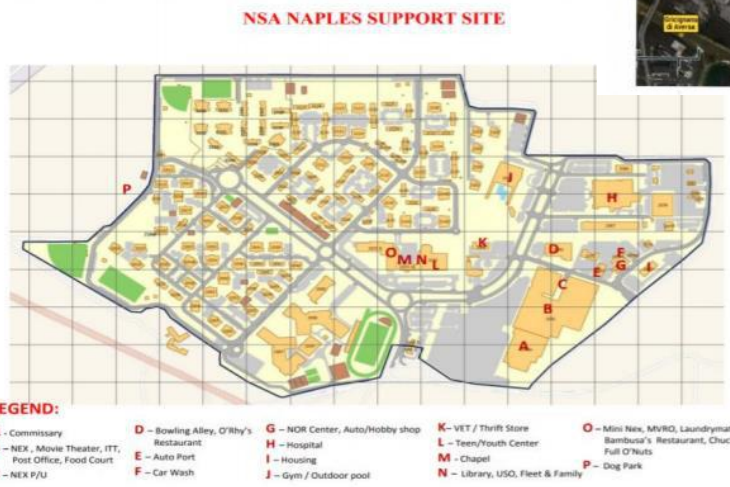 NSA NAPLES SUPPORT SITE
Gricignano
di Aversa
P
J
H
K
O
M N
L
D
F
E
G
I
C
B
A
EGEND:
- Commissary
– NEX , Movie Theater, ITT,
Post Office, Food Court
– NEX P/U
D – Bowling Alley, O'Rhy's
Restaurant
E – Auto Port
F – Car Wash
G – NOR Center, Auto/Hobby shop
H – Hospital
I – Housing
J – Gym / Outdoor pool
K – VET / Thrift Store
L – Teen/Youth Center
M - Chapel
N – Library, USO, Fleet & Family
O – Mini Nex, MVRO, Laundrymat
Bambusa's Restaurant, Chuc
Full O'Nuts
P – Dog Park